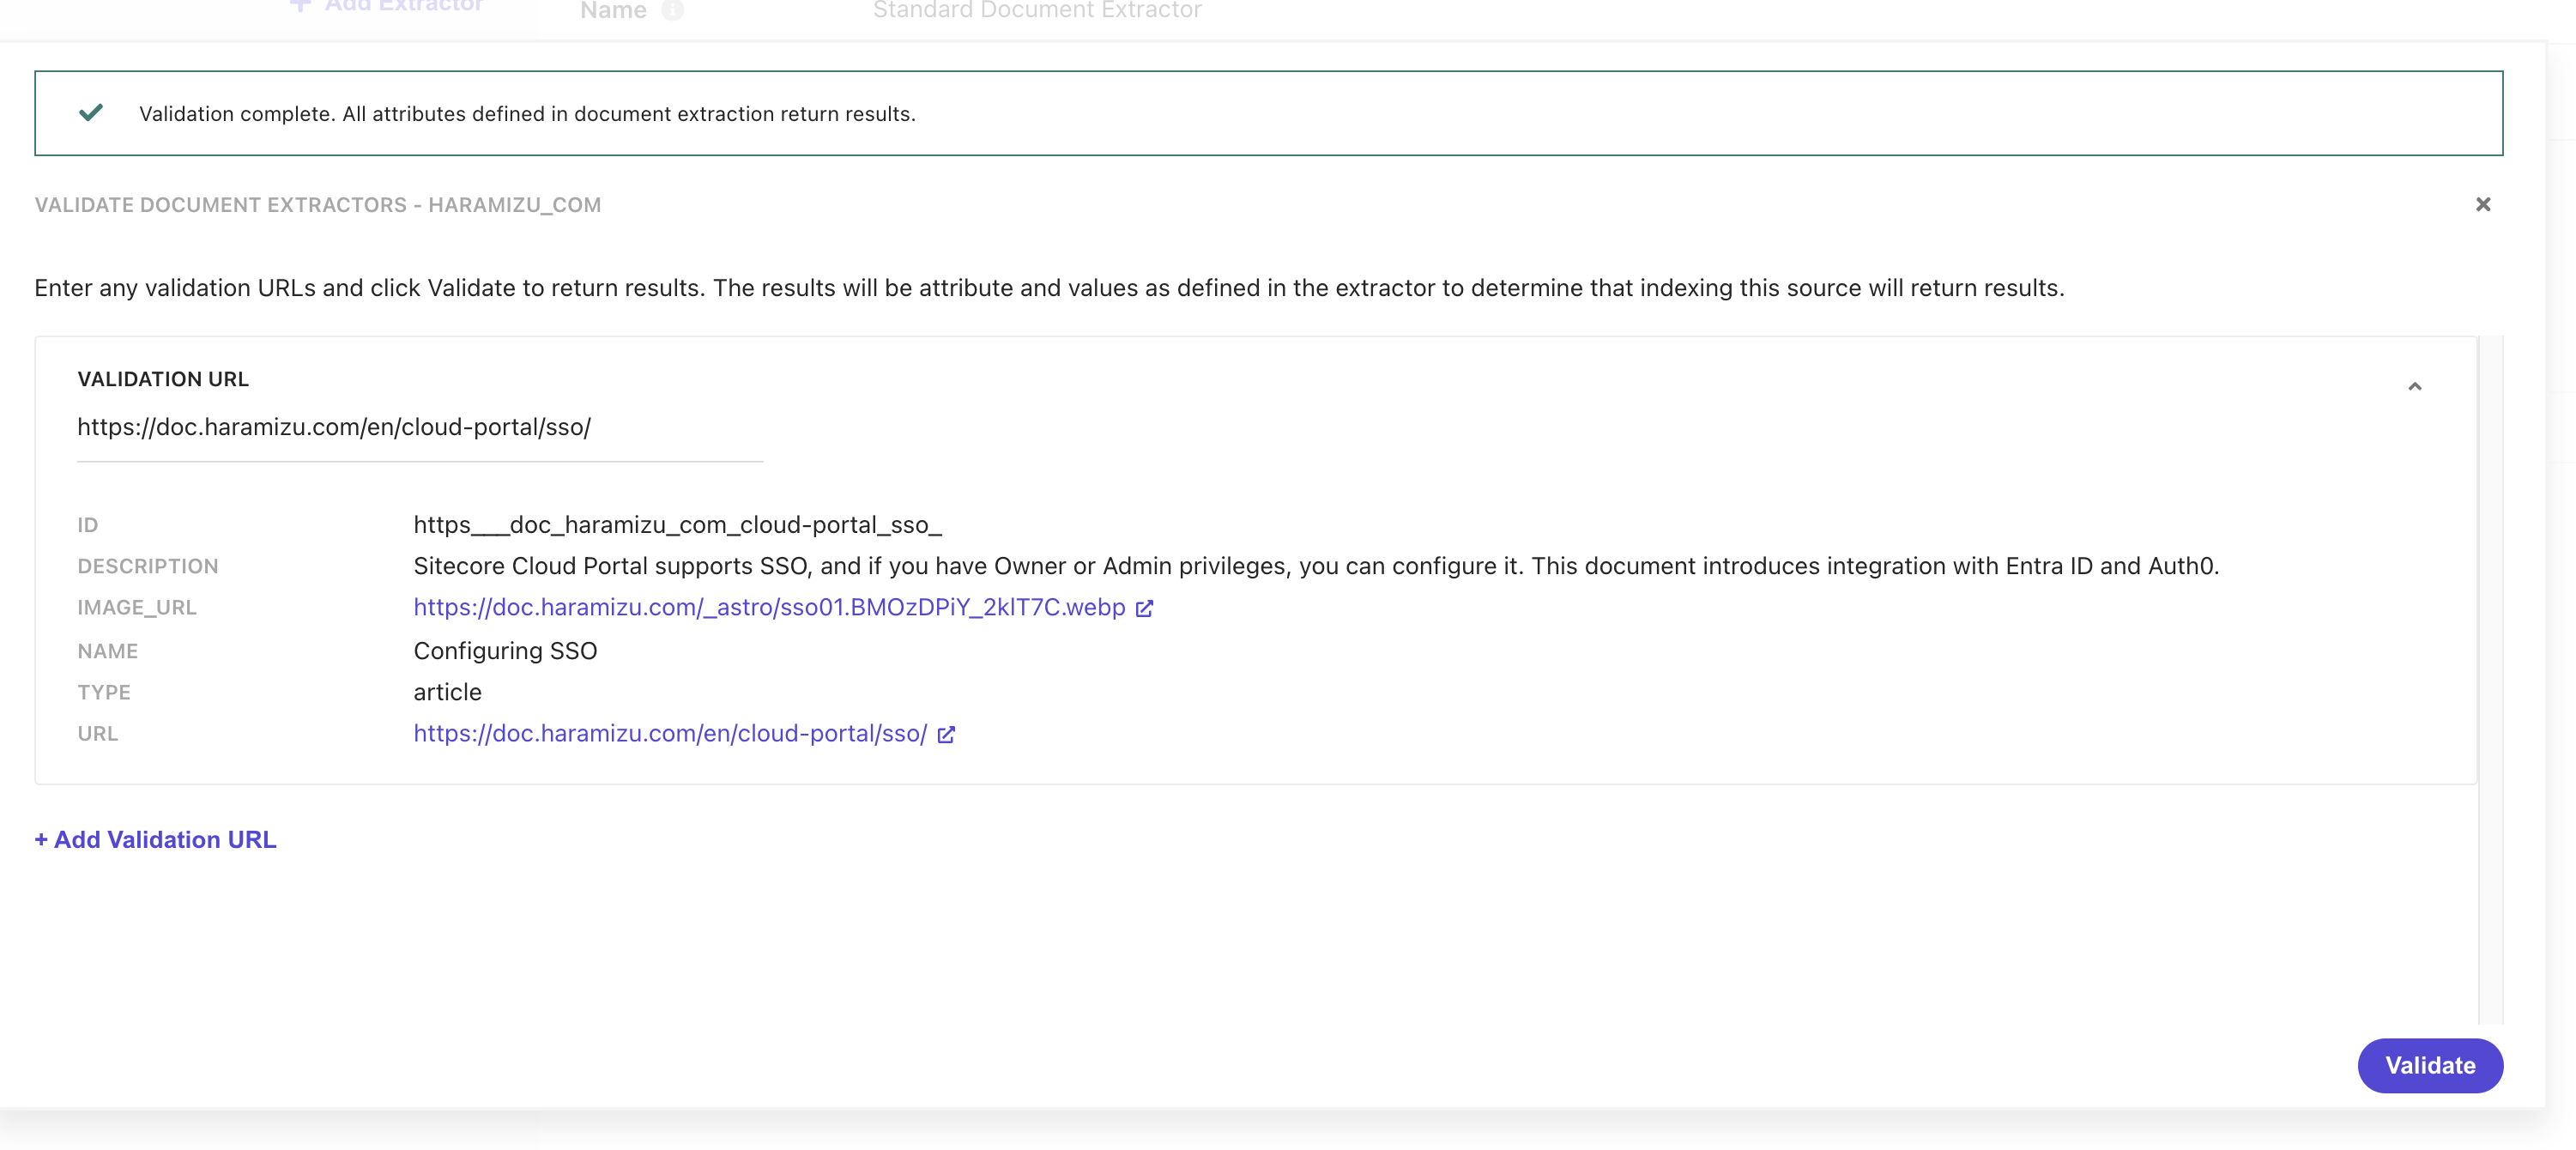 + Add Extractor
Name
Standard Document Extractor
Validation complete. All attributes defined in document extraction return results.
VALIDATE DOCUMENT EXTRACTORS - HARAMIZU_COM
Enter any validation URLs and click Validate to return results. The results will be attribute and values as defined in the extractor to determine that indexing this source will return results.
VALIDATION URL
https://doc.haramizu.com/en/cloud-portal/sso/
ID https___doc_haramizu_com_cloud-portal_sso_
DESCRIPTION Sitecore Cloud Portal supports SSO, and if you have Owner or Admin privileges, you can configure it. This document introduces integration with Entra ID and Auth0.
IMAGE_URL https://doc.haramizu.com/_astro/sso01.BMOzDPiY_2klT7C.webp
NAME Configuring SSO
TYPE article
URL https://doc.haramizu.com/en/cloud-portal/sso/
+ Add Validation URL
Validate